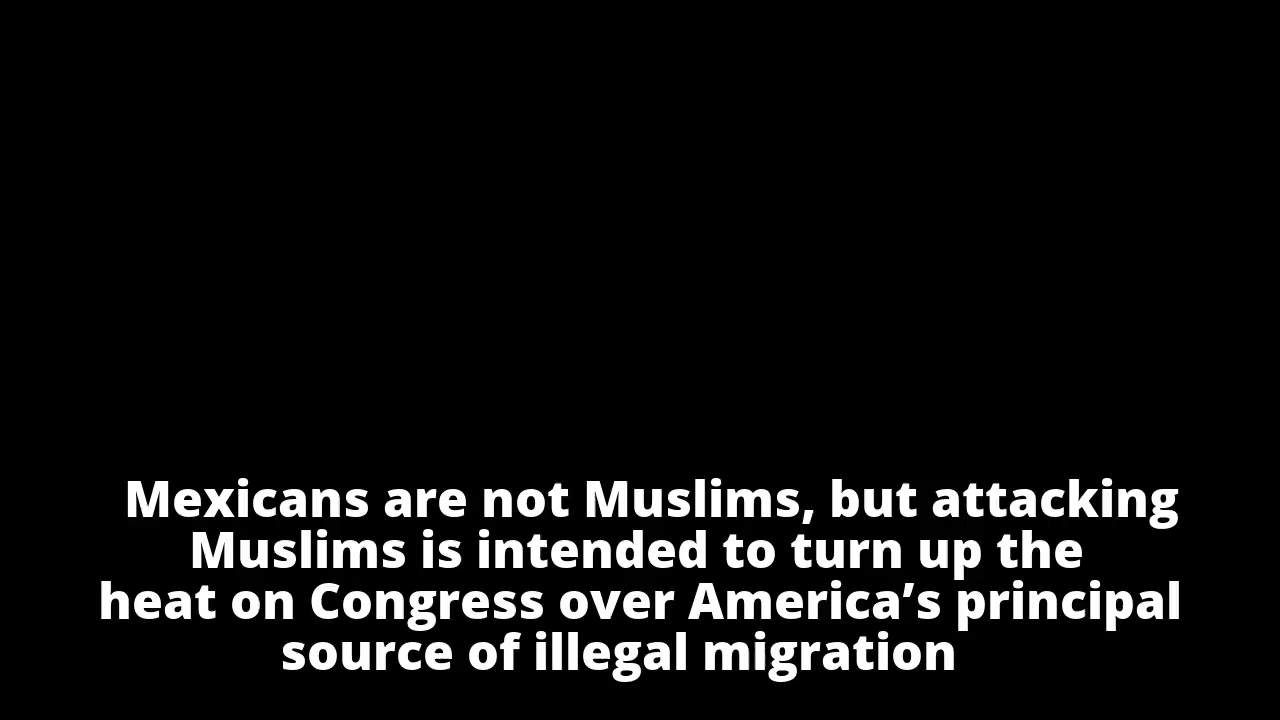 Mexicans are not Muslims, but attacking
Muslims is intended to turn up the
heat on Congress over America’s principal
source of illegal migration